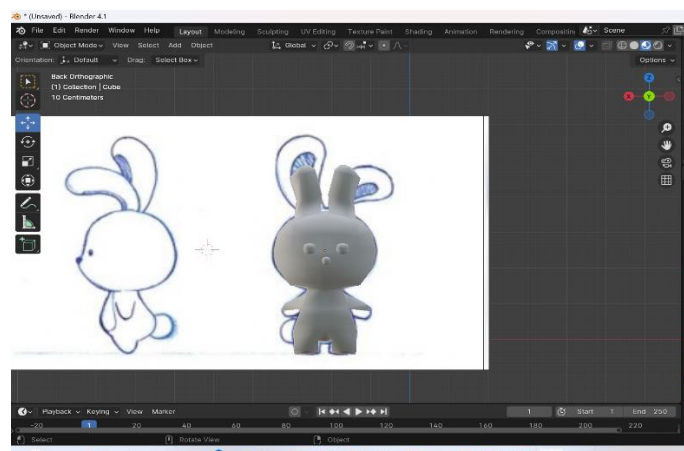 * (Unsaved) - Blender 4.1
File Edit Render Window Help Layout Modeling Sculpting UV Editing Texture Paint Shading Animation Rendering Compositin Scene
Object Mode View Select Add Object Global
Orientation: Default Drag: Select Box Options
Back Orthographic
(1) Collection | Cube
10 Centimeters
Z
X
Y
Playback Keying View Marker 1 Start 1 End 250
-20 1 20 40 60 80 100 120 140 160 180 200 220
Select Rotate View Object